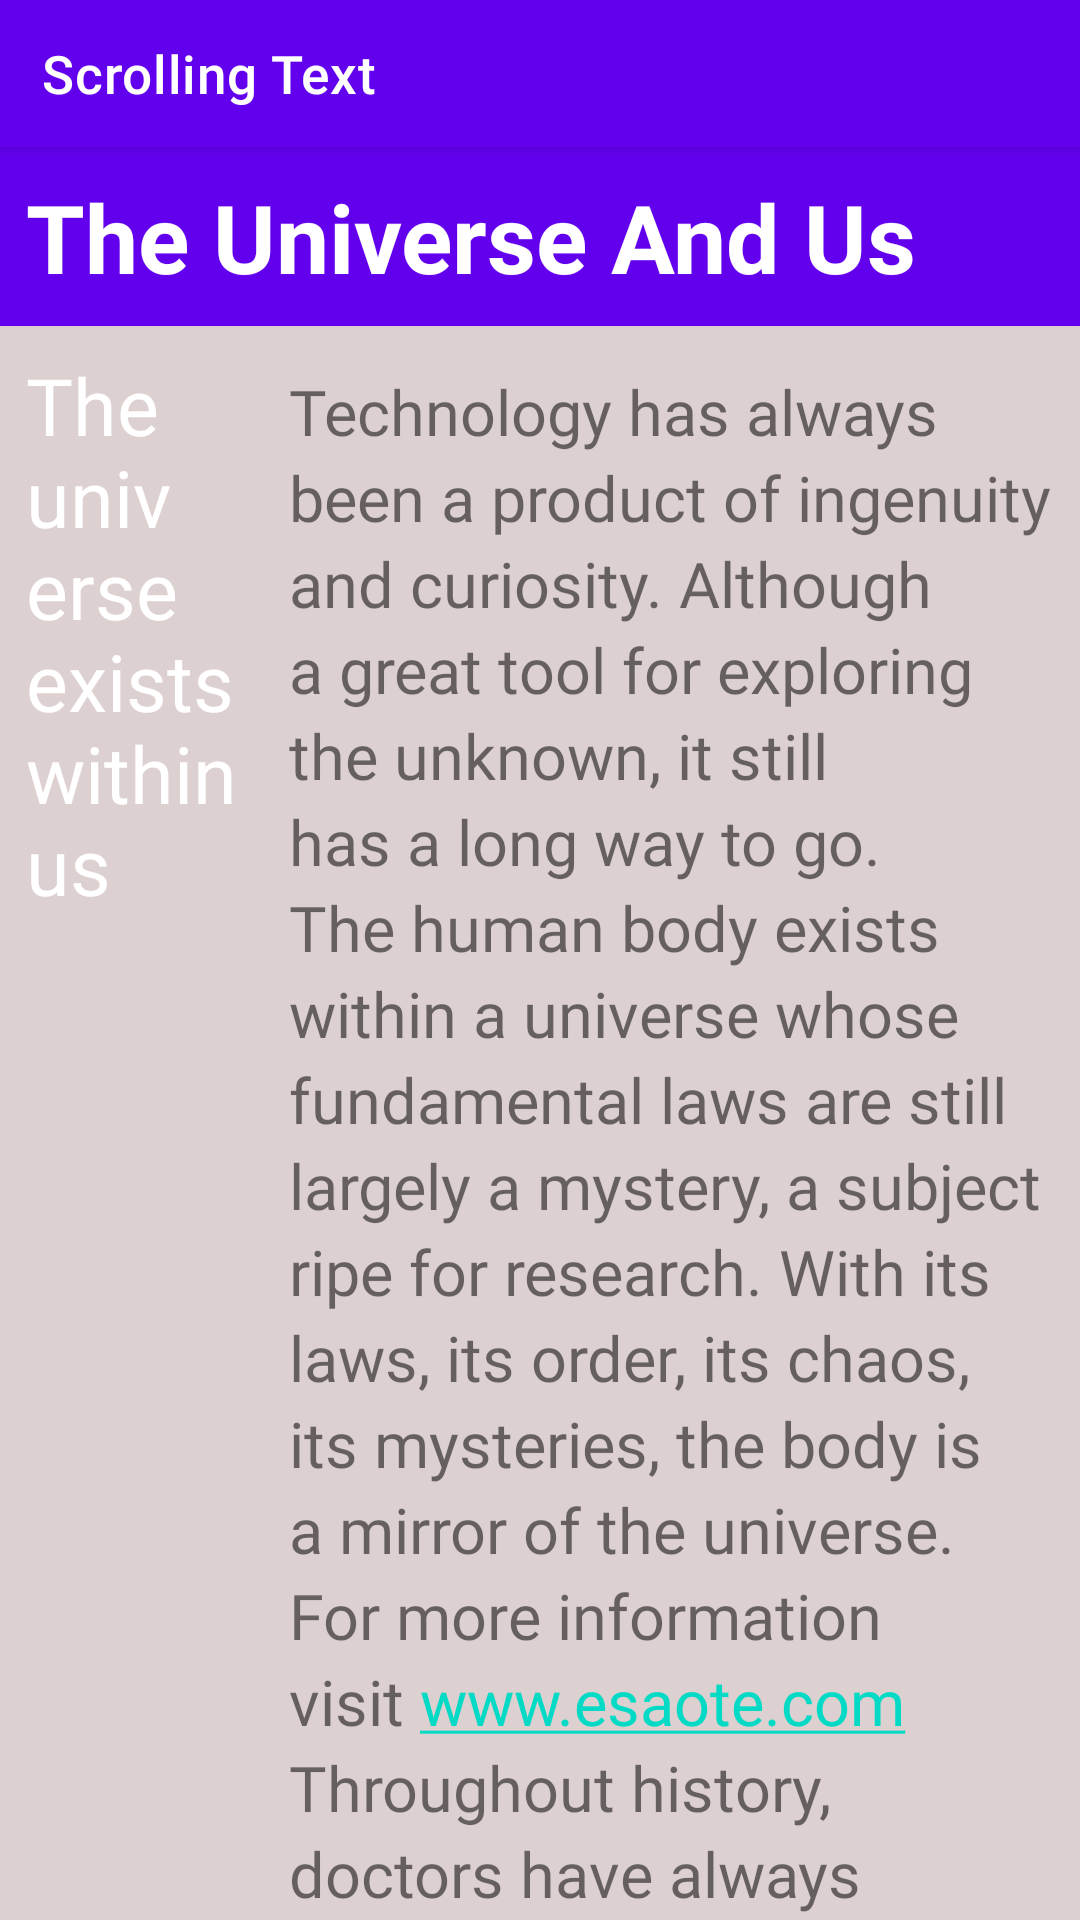 Scrolling Text
The Universe And Us
The
univ
erse
exists
within
us
Technology has always
been a product of ingenuity
and curiosity. Although
a great tool for exploring
the unknown, it still
has a long way to go.
The human body exists
within a universe whose
fundamental laws are still
largely a mystery, a subject
ripe for research. With its
laws, its order, its chaos,
its mysteries, the body is
a mirror of the universe.
For more information
visit www.esaote.com
Throughout history,
doctors have always